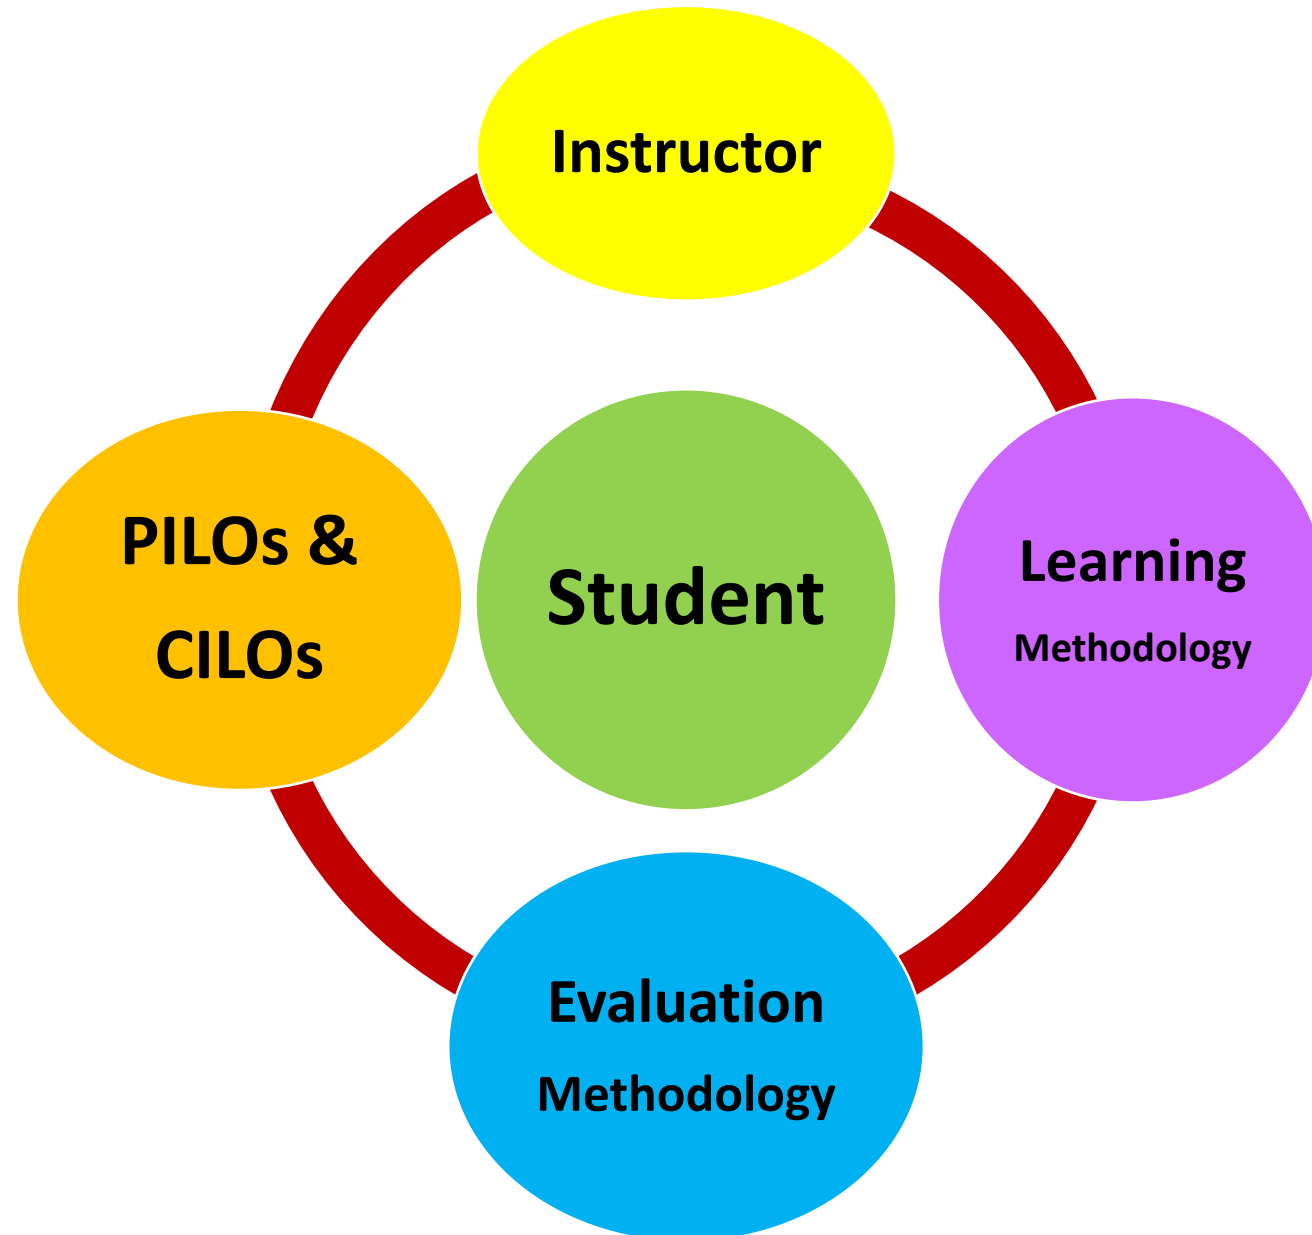 Instructor
PILOs &
CILOs
Student
Learning
Methodology
Evaluation
Methodology